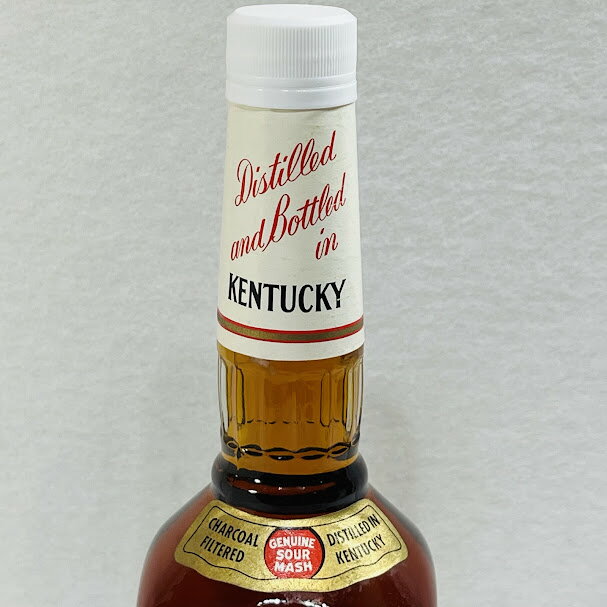 Distilled
and Bottled
in
KENTUCKY
CHARCOAL
FILTERED
GENUINE
SOUR
MASH
DISTILLED IN
KENTUCKY